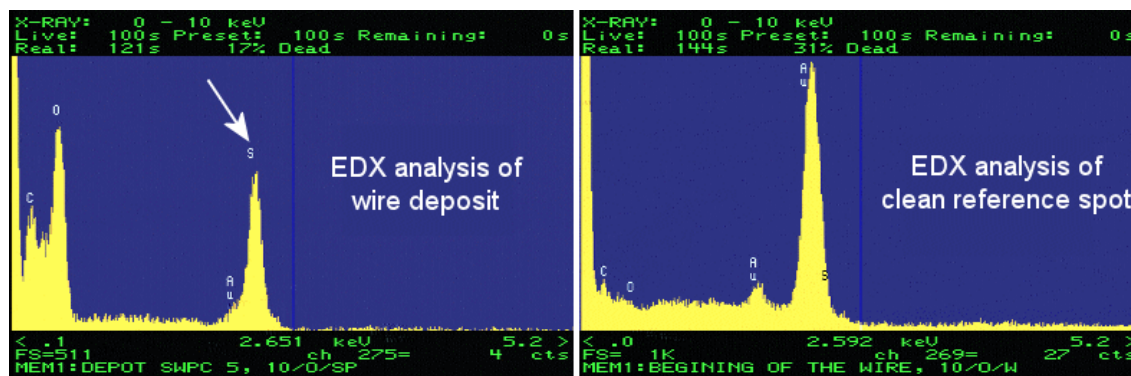 X-RAY: 0 - 10 keV
Live: 100s Preset: 100s Remaining: 0s
Real: 121s 17% Dead
O
S
C
Au
EDX analysis of
wire deposit
< .1 2.651 keV 5.2 >
FS=511 ch 275= 4 cts
MEM1:DEPOT SWPC 5, 10/O/SP
X-RAY: 0 - 10 keV
Live: 100s Preset: 100s Remaining: 0s
Real: 144s 31% Dead
Au
EDX analysis of
clean reference spot
Au
C
S
O
< .0 2.592 keV 5.2 >
FS= 1K ch 269= 27 cts
MEM1:BEGINING OF THE WIRE, 10/O/W